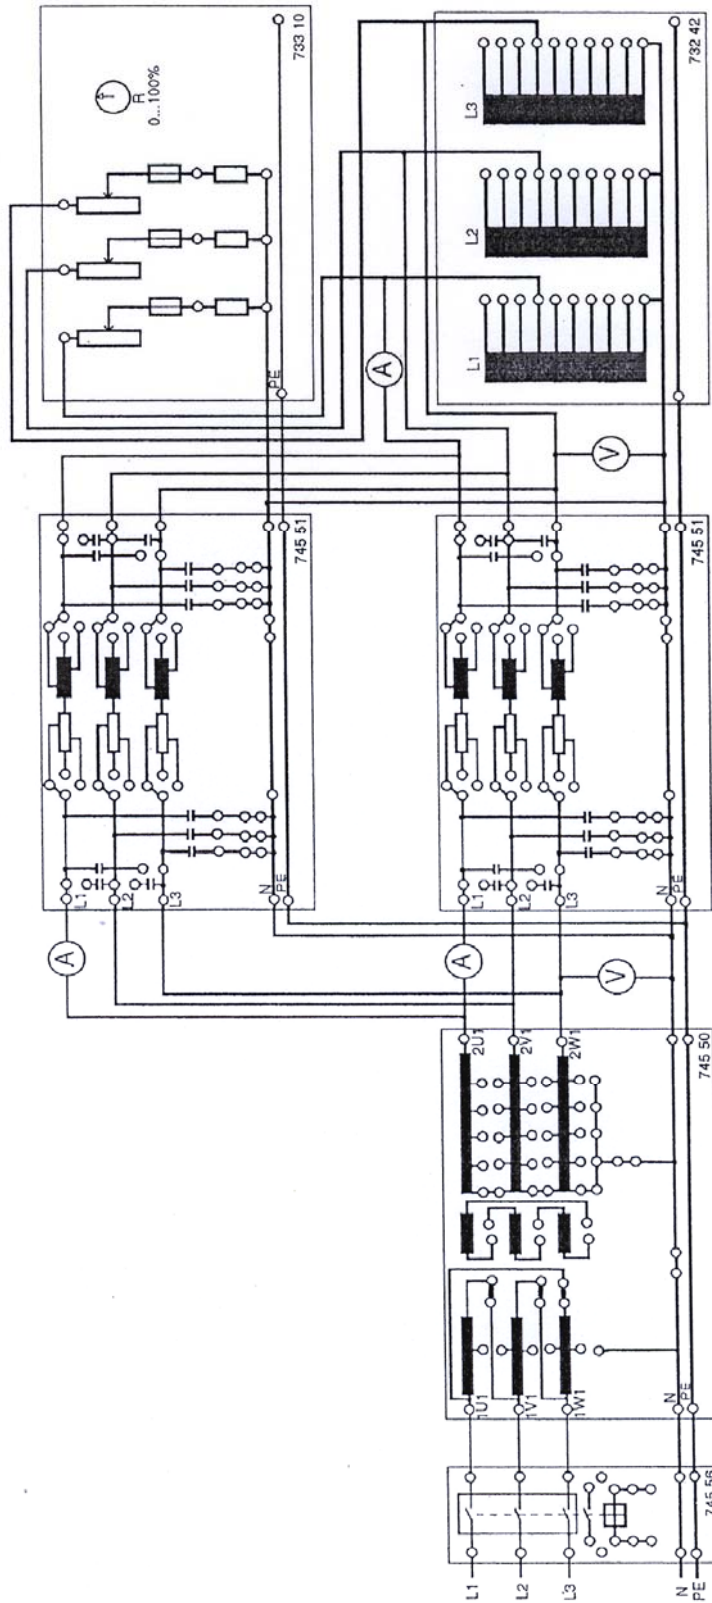 L1
L2
L3
N
PE
745 56
1U1
1V1
1W1
N
PE
2U1
2V1
2W1
745 50
A
A
V
L1
L2
L3
N
PE
745 51
L1
L2
L3
N
PE
745 51
A
V
PE
R
0...100%
733 10
L1
L2
L3
732 42